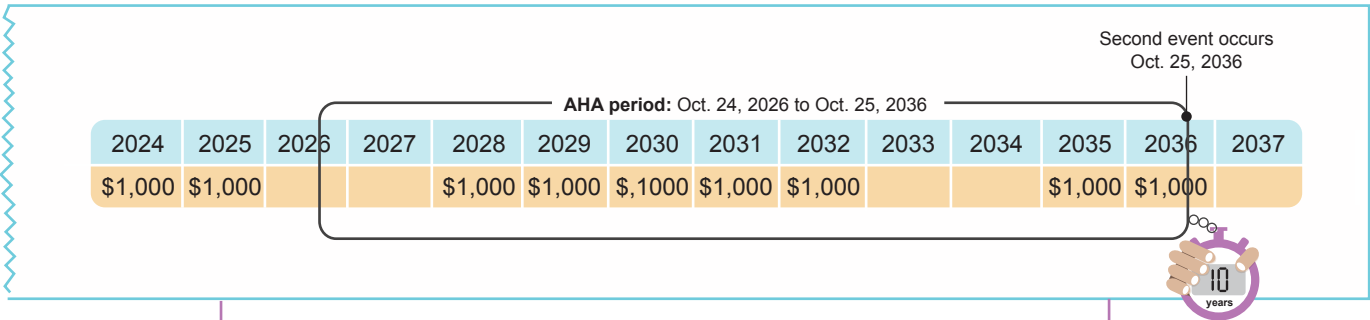 Second event occurs
Oct. 25, 2036
AHA period: Oct. 24, 2026 to Oct. 25, 2036
2024 2025 2026 2027 2028 2029 2030 2031 2032 2033 2034 2035 2036 2037
$1,000 $1,000 $1,000 $1,000 $,1000 $1,000 $1,000 $1,000 $1,000
10
years